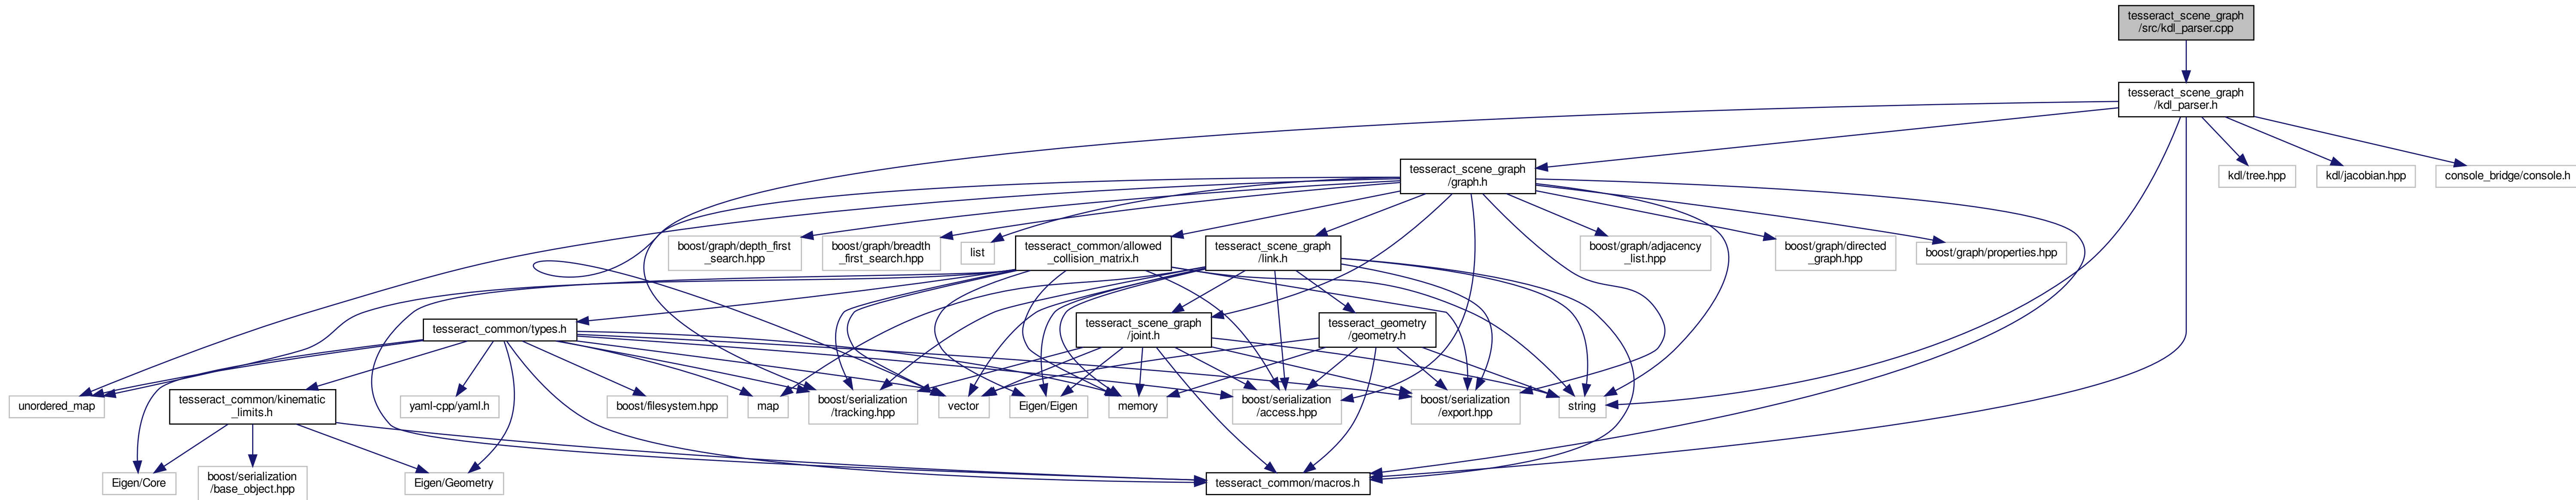 tesseract_scene_graph
/src/kdl_parser.cpp
tesseract_scene_graph
/kdl_parser.h
tesseract_scene_graph
/graph.h
kdl/tree.hpp
kdl/jacobian.hpp
console_bridge/console.h
boost/graph/depth_first
_search.hpp
boost/graph/breadth
_first_search.hpp
list
tesseract_common/allowed
_collision_matrix.h
tesseract_scene_graph
/link.h
boost/graph/adjacency
_list.hpp
boost/graph/directed
_graph.hpp
boost/graph/properties.hpp
tesseract_common/types.h
tesseract_scene_graph
/joint.h
tesseract_geometry
/geometry.h
unordered_map
tesseract_common/kinematic
_limits.h
yaml-cpp/yaml.h
boost/filesystem.hpp
map
boost/serialization
/tracking.hpp
vector
Eigen/Eigen
memory
boost/serialization
/access.hpp
boost/serialization
/export.hpp
string
Eigen/Core
boost/serialization
/base_object.hpp
Eigen/Geometry
tesseract_common/macros.h